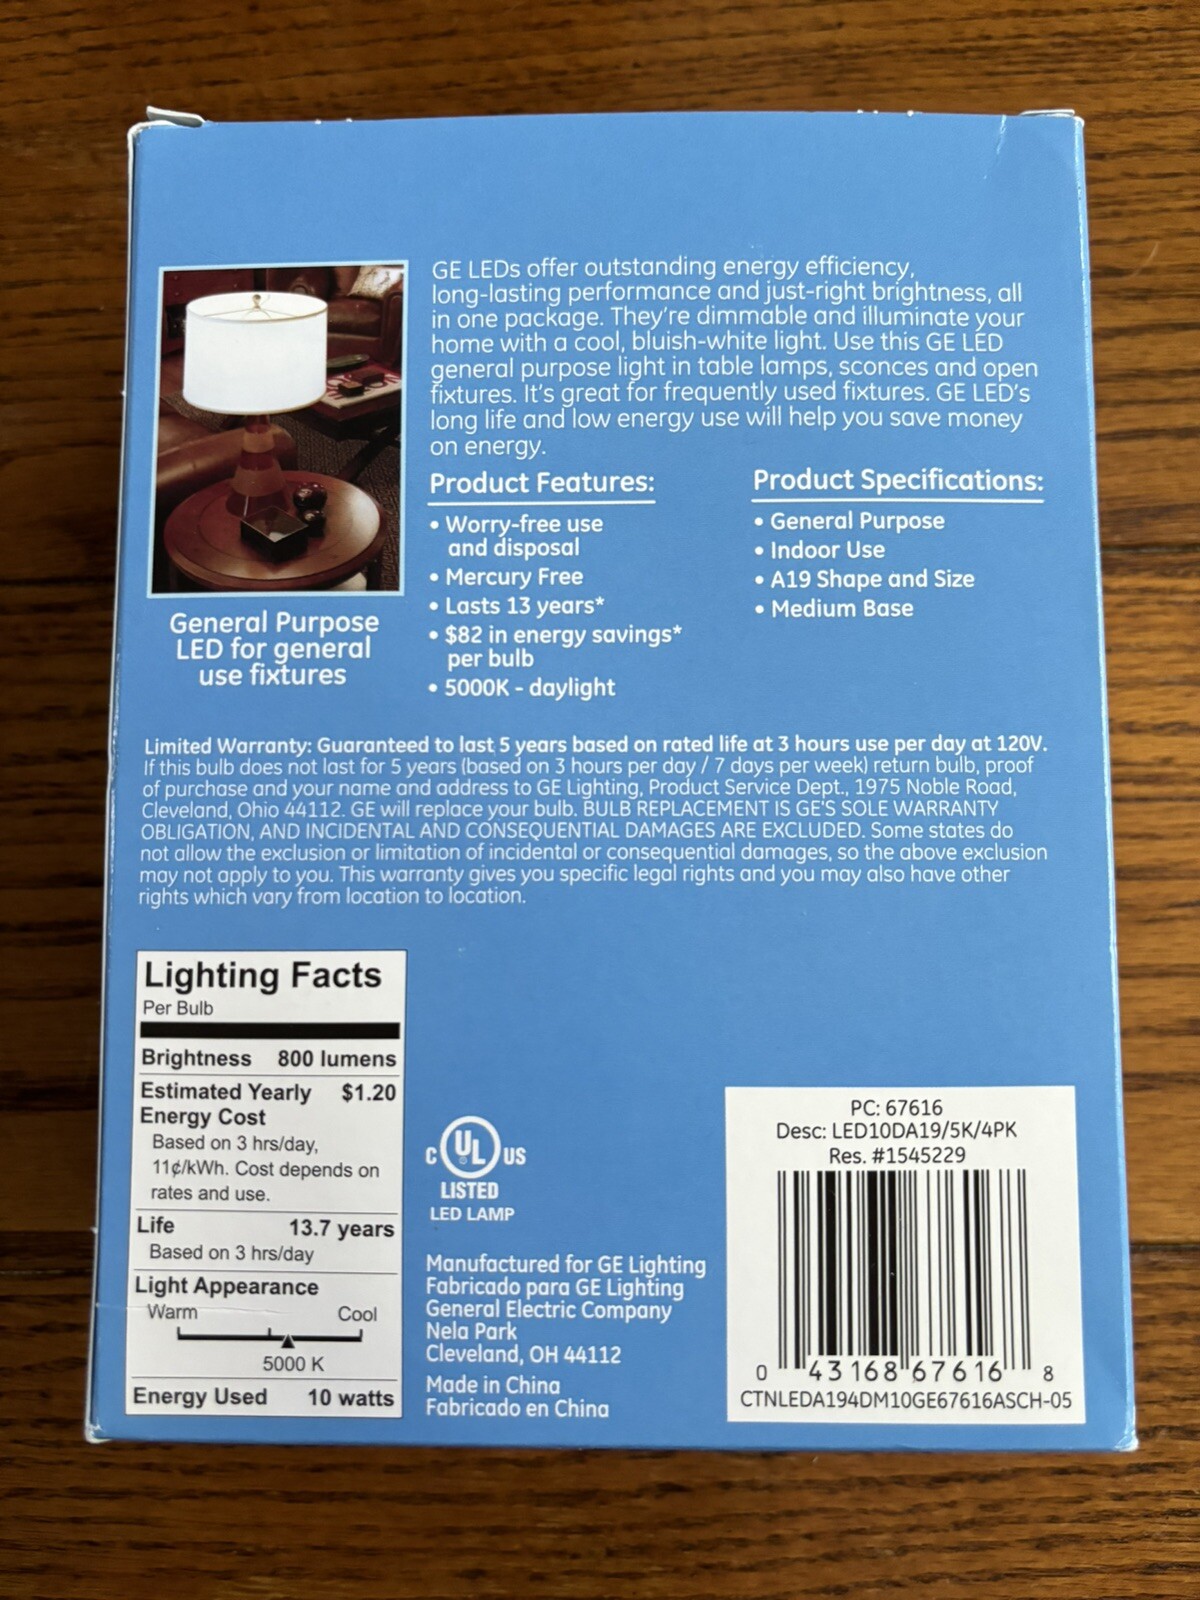 GE LEDs offer outstanding energy efficiency,
long-lasting performance and just-right brightness, all
in one package. They're dimmable and illuminate your
home with a cool, bluish-white light. Use this GE LED
general purpose light in table lamps, sconces and open
fixtures. It's great for frequently used fixtures. GE LED's
long life and low energy use will help you save money
on energy.
General Purpose
LED for general
use fixtures
Product Features:
• Worry-free use
and disposal
• Mercury Free
• Lasts 13 years*
• $82 in energy savings*
per bulb
• 5000K - daylight
Product Specifications:
• General Purpose
• Indoor Use
• A19 Shape and Size
• Medium Base
Limited Warranty: Guaranteed to last 5 years based on rated life at 3 hours use per day at 120V.
If this bulb does not last for 5 years (based on 3 hours per day / 7 days per week) return bulb, proof
of purchase and your name and address to GE Lighting, Product Service Dept., 1975 Noble Road,
Cleveland, Ohio 44112. GE will replace your bulb. BULB REPLACEMENT IS GE'S SOLE WARRANTY
OBLIGATION, AND INCIDENTAL AND CONSEQUENTIAL DAMAGES ARE EXCLUDED. Some states do
not allow the exclusion or limitation of incidental or consequential damages, so the above exclusion
may not apply to you. This warranty gives you specific legal rights and you may also have other
rights which vary from location to location.
Lighting Facts
Per Bulb
Brightness 800 lumens
Estimated Yearly $1.20
Energy Cost
Based on 3 hrs/day,
11¢/kWh. Cost depends on
rates and use.
Life 13.7 years
Based on 3 hrs/day
Light Appearance
Warm Cool
5000 K
Energy Used 10 watts
C UL US
LISTED
LED LAMP
Manufactured for GE Lighting
Fabricado para GE Lighting
General Electric Company
Nela Park
Cleveland, OH 44112
Made in China
Fabricado en China
PC: 67616
Desc: LED10DA19/5K/4PK
Res. #1545229
0 43168 67616 8
CTNLEDA194DM10GE67616ASCH-05